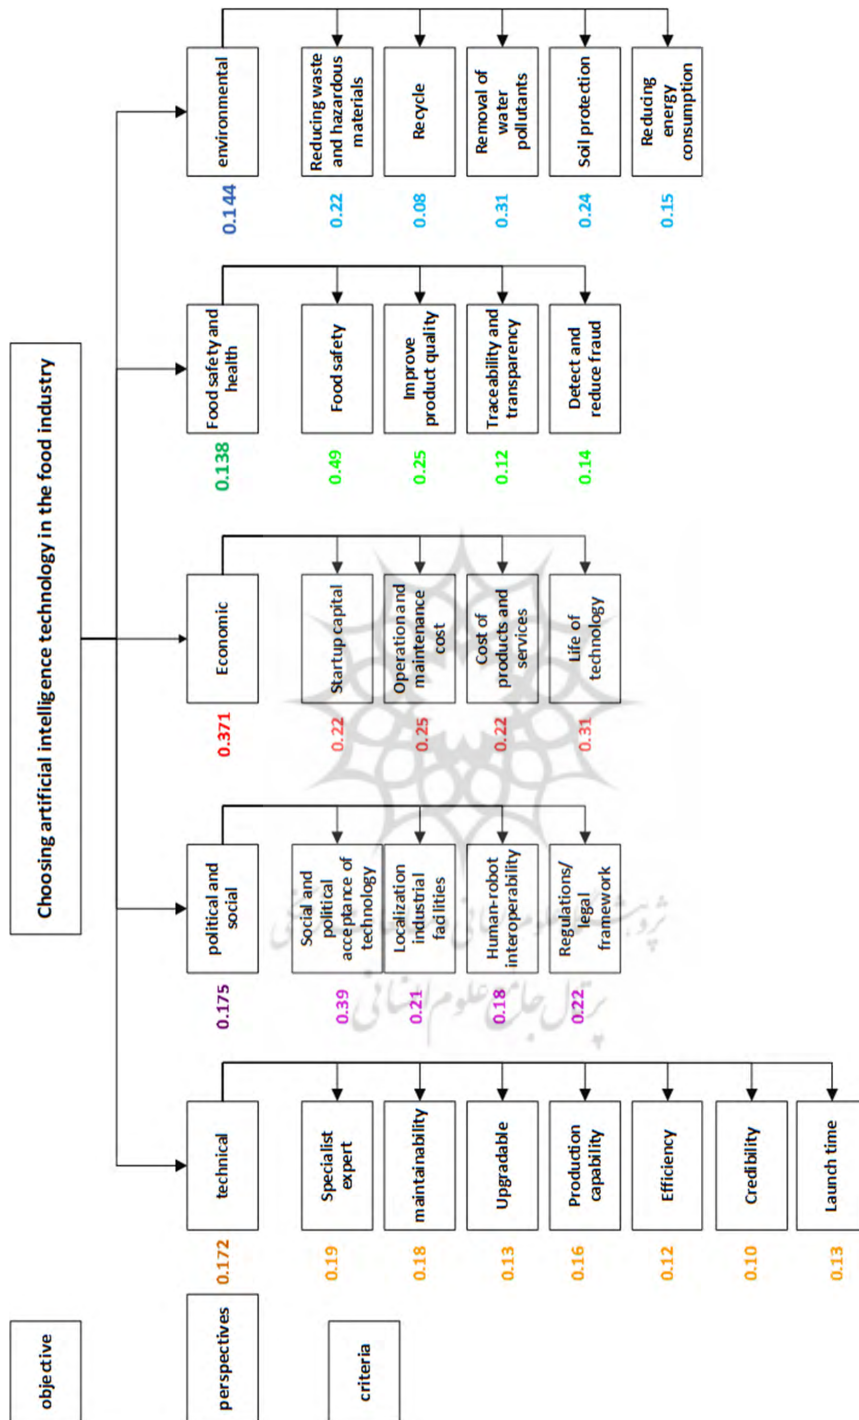 objective
Choosing artificial intelligence technology in the food industry
perspectives
0.172
technical
0.175
political and
social
0.371
Economic
0.138
Food safety and
health
0.144
environmental
criteria
0.19
Specialist
expert
0.18
maintainability
0.13
Upgradable
0.16
Production
capability
0.12
Efficiency
0.10
Credibility
0.13
Launch time
0.39
Social and
political
acceptance of
technology
0.21
Localization
industrial
facilities
0.18
Human-robot
interoperability
0.22
Regulations/
legal
framework
0.22
Startup capital
0.25
Operation and
maintenance
cost
0.22
Cost of
products and
services
0.31
Life of
technology
0.49
Food safety
0.25
Improve
product quality
0.12
Traceability and
transparency
0.14
Detect and
reduce fraud
0.22
Reducing waste
and hazardous
materials
0.08
Recycle
0.31
Removal of
water
pollutants
0.24
Soil protection
0.15
Reducing
energy
consumption
پرتال جامع علوم انسانی